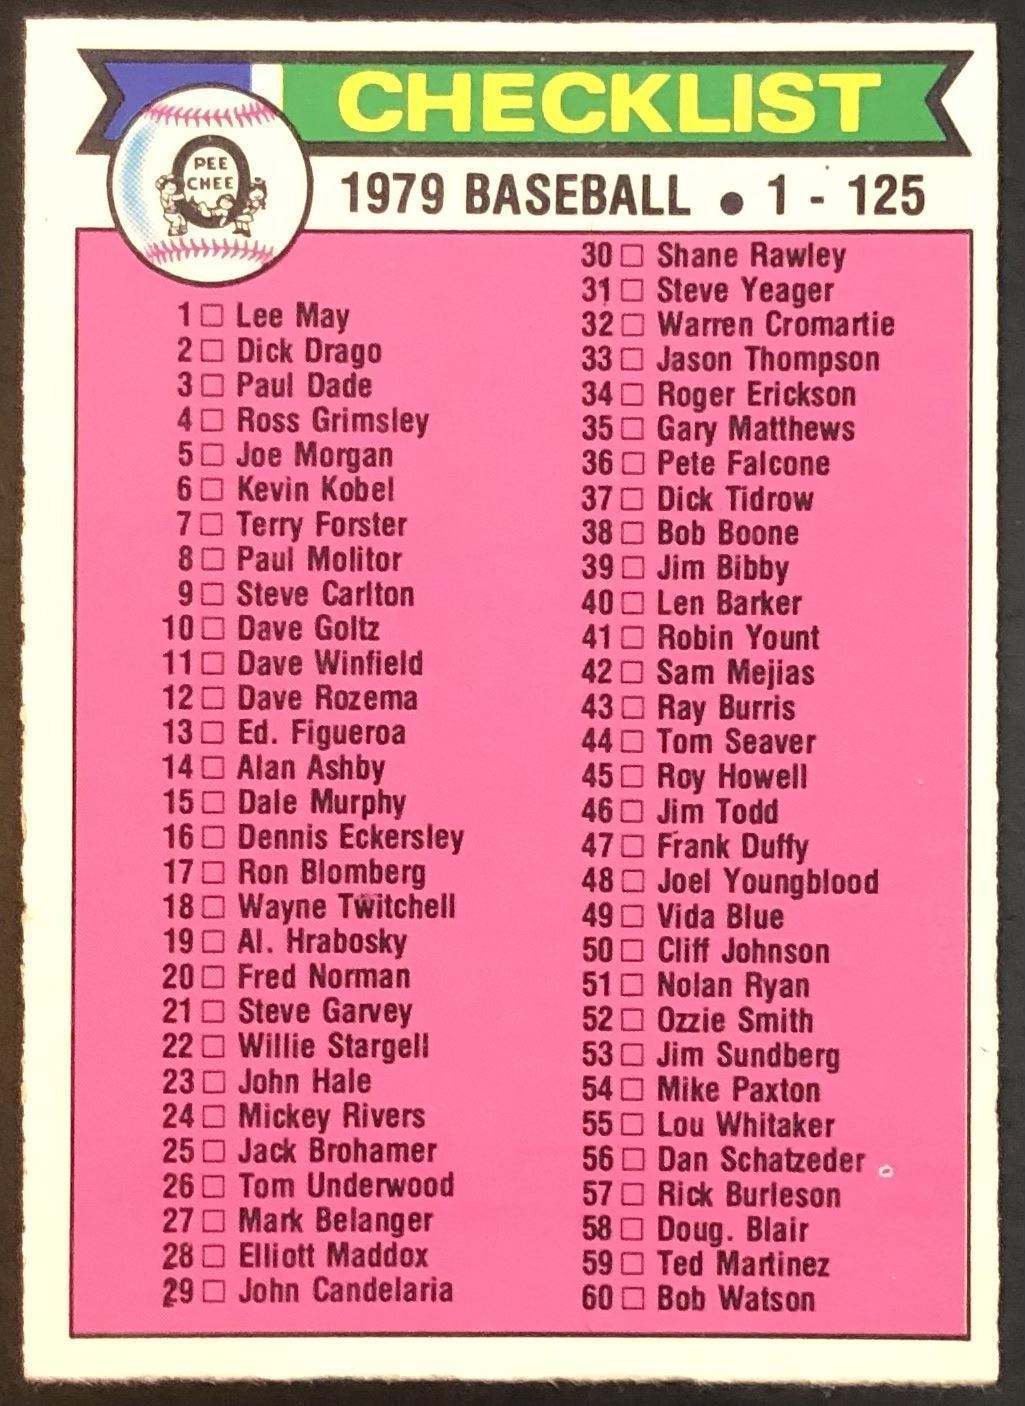 CHECKLIST
O
PEE
CHEE
1979 BASEBALL • 1 - 125
1 □ Lee May
2 □ Dick Drago
3 □ Paul Dade
4 □ Ross Grimsley
5 □ Joe Morgan
6 □ Kevin Kobel
7 □ Terry Forster
8 □ Paul Molitor
9 □ Steve Carlton
10 □ Dave Goltz
11 □ Dave Winfield
12 □ Dave Rozema
13 □ Ed. Figueroa
14 □ Alan Ashby
15 □ Dale Murphy
16 □ Dennis Eckersley
17 □ Ron Blomberg
18 □ Wayne Twitchell
19 □ Al. Hrabosky
20 □ Fred Norman
21 □ Steve Garvey
22 □ Willie Stargell
23 □ John Hale
24 □ Mickey Rivers
25 □ Jack Brohamer
26 □ Tom Underwood
27 □ Mark Belanger
28 □ Elliott Maddox
29 □ John Candelaria
30 □ Shane Rawley
31 □ Steve Yeager
32 □ Warren Cromartie
33 □ Jason Thompson
34 □ Roger Erickson
35 □ Gary Matthews
36 □ Pete Falcone
37 □ Dick Tidrow
38 □ Bob Boone
39 □ Jim Bibby
40 □ Len Barker
41 □ Robin Yount
42 □ Sam Mejias
43 □ Ray Burris
44 □ Tom Seaver
45 □ Roy Howell
46 □ Jim Todd
47 □ Frank Duffy
48 □ Joel Youngblood
49 □ Vida Blue
50 □ Cliff Johnson
51 □ Nolan Ryan
52 □ Ozzie Smith
53 □ Jim Sundberg
54 □ Mike Paxton
55 □ Lou Whitaker
56 □ Dan Schatzeder
57 □ Rick Burleson
58 □ Doug. Blair
59 □ Ted Martinez
60 □ Bob Watson